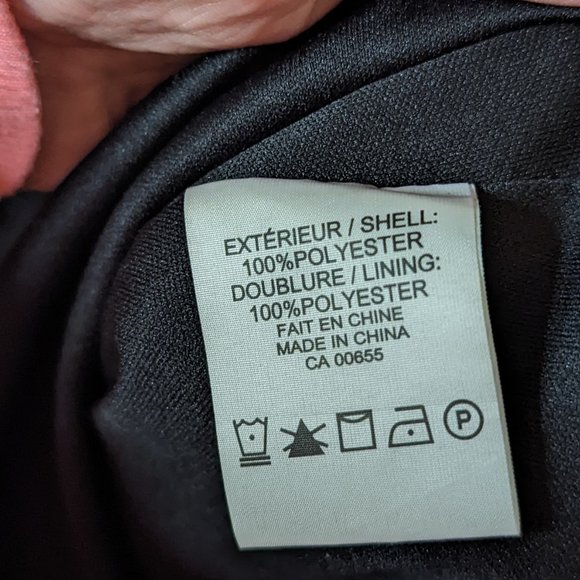 EXTÉRIEUR / SHELL:
100%POLYESTER
DOUBLURE / LINING:
100%POLYESTER
FAIT EN CHINE
MADE IN CHINA
CA 00655
P